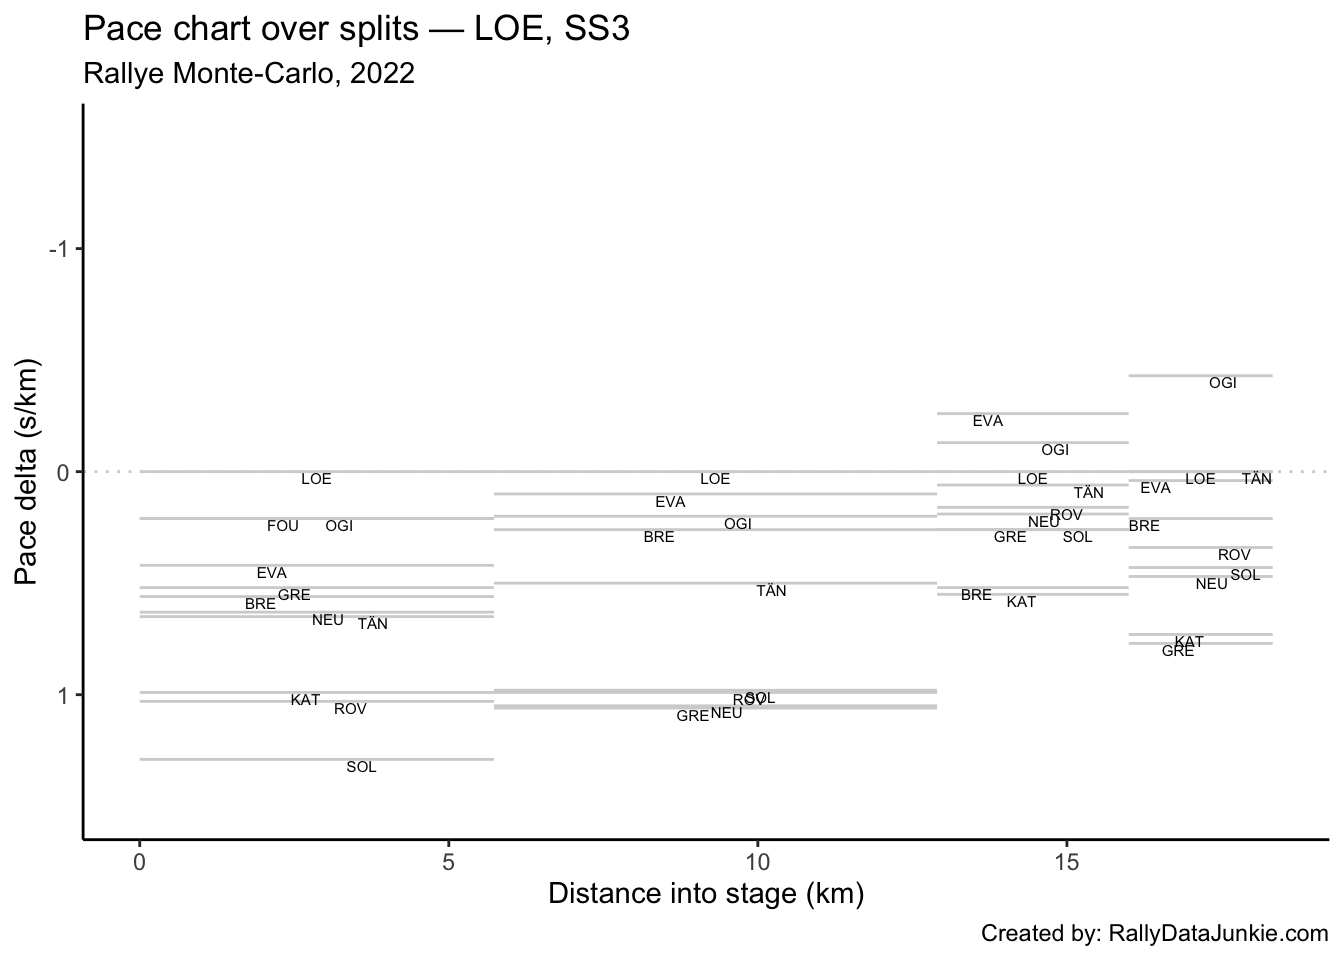 Pace chart over splits — LOE, SS3
Rallye Monte-Carlo, 2022
Pace delta (s/km)
-1
0
1
OGI
EVA
OGI
LOE LOE LOE LOE TÄN
EVA TÄN EVA
FOU OGI OGI BRE ROV NEU BRE
GRE SOL
ROV
EVA SOL
NEU
GRE TÄN BRE
BRE KAT
NEU TÄN
KAT
GRE
KAT SOL
ROV ROV
GRE NEU
SOL
0 5 10 15
Distance into stage (km)
Created by: RallyDataJunkie.com